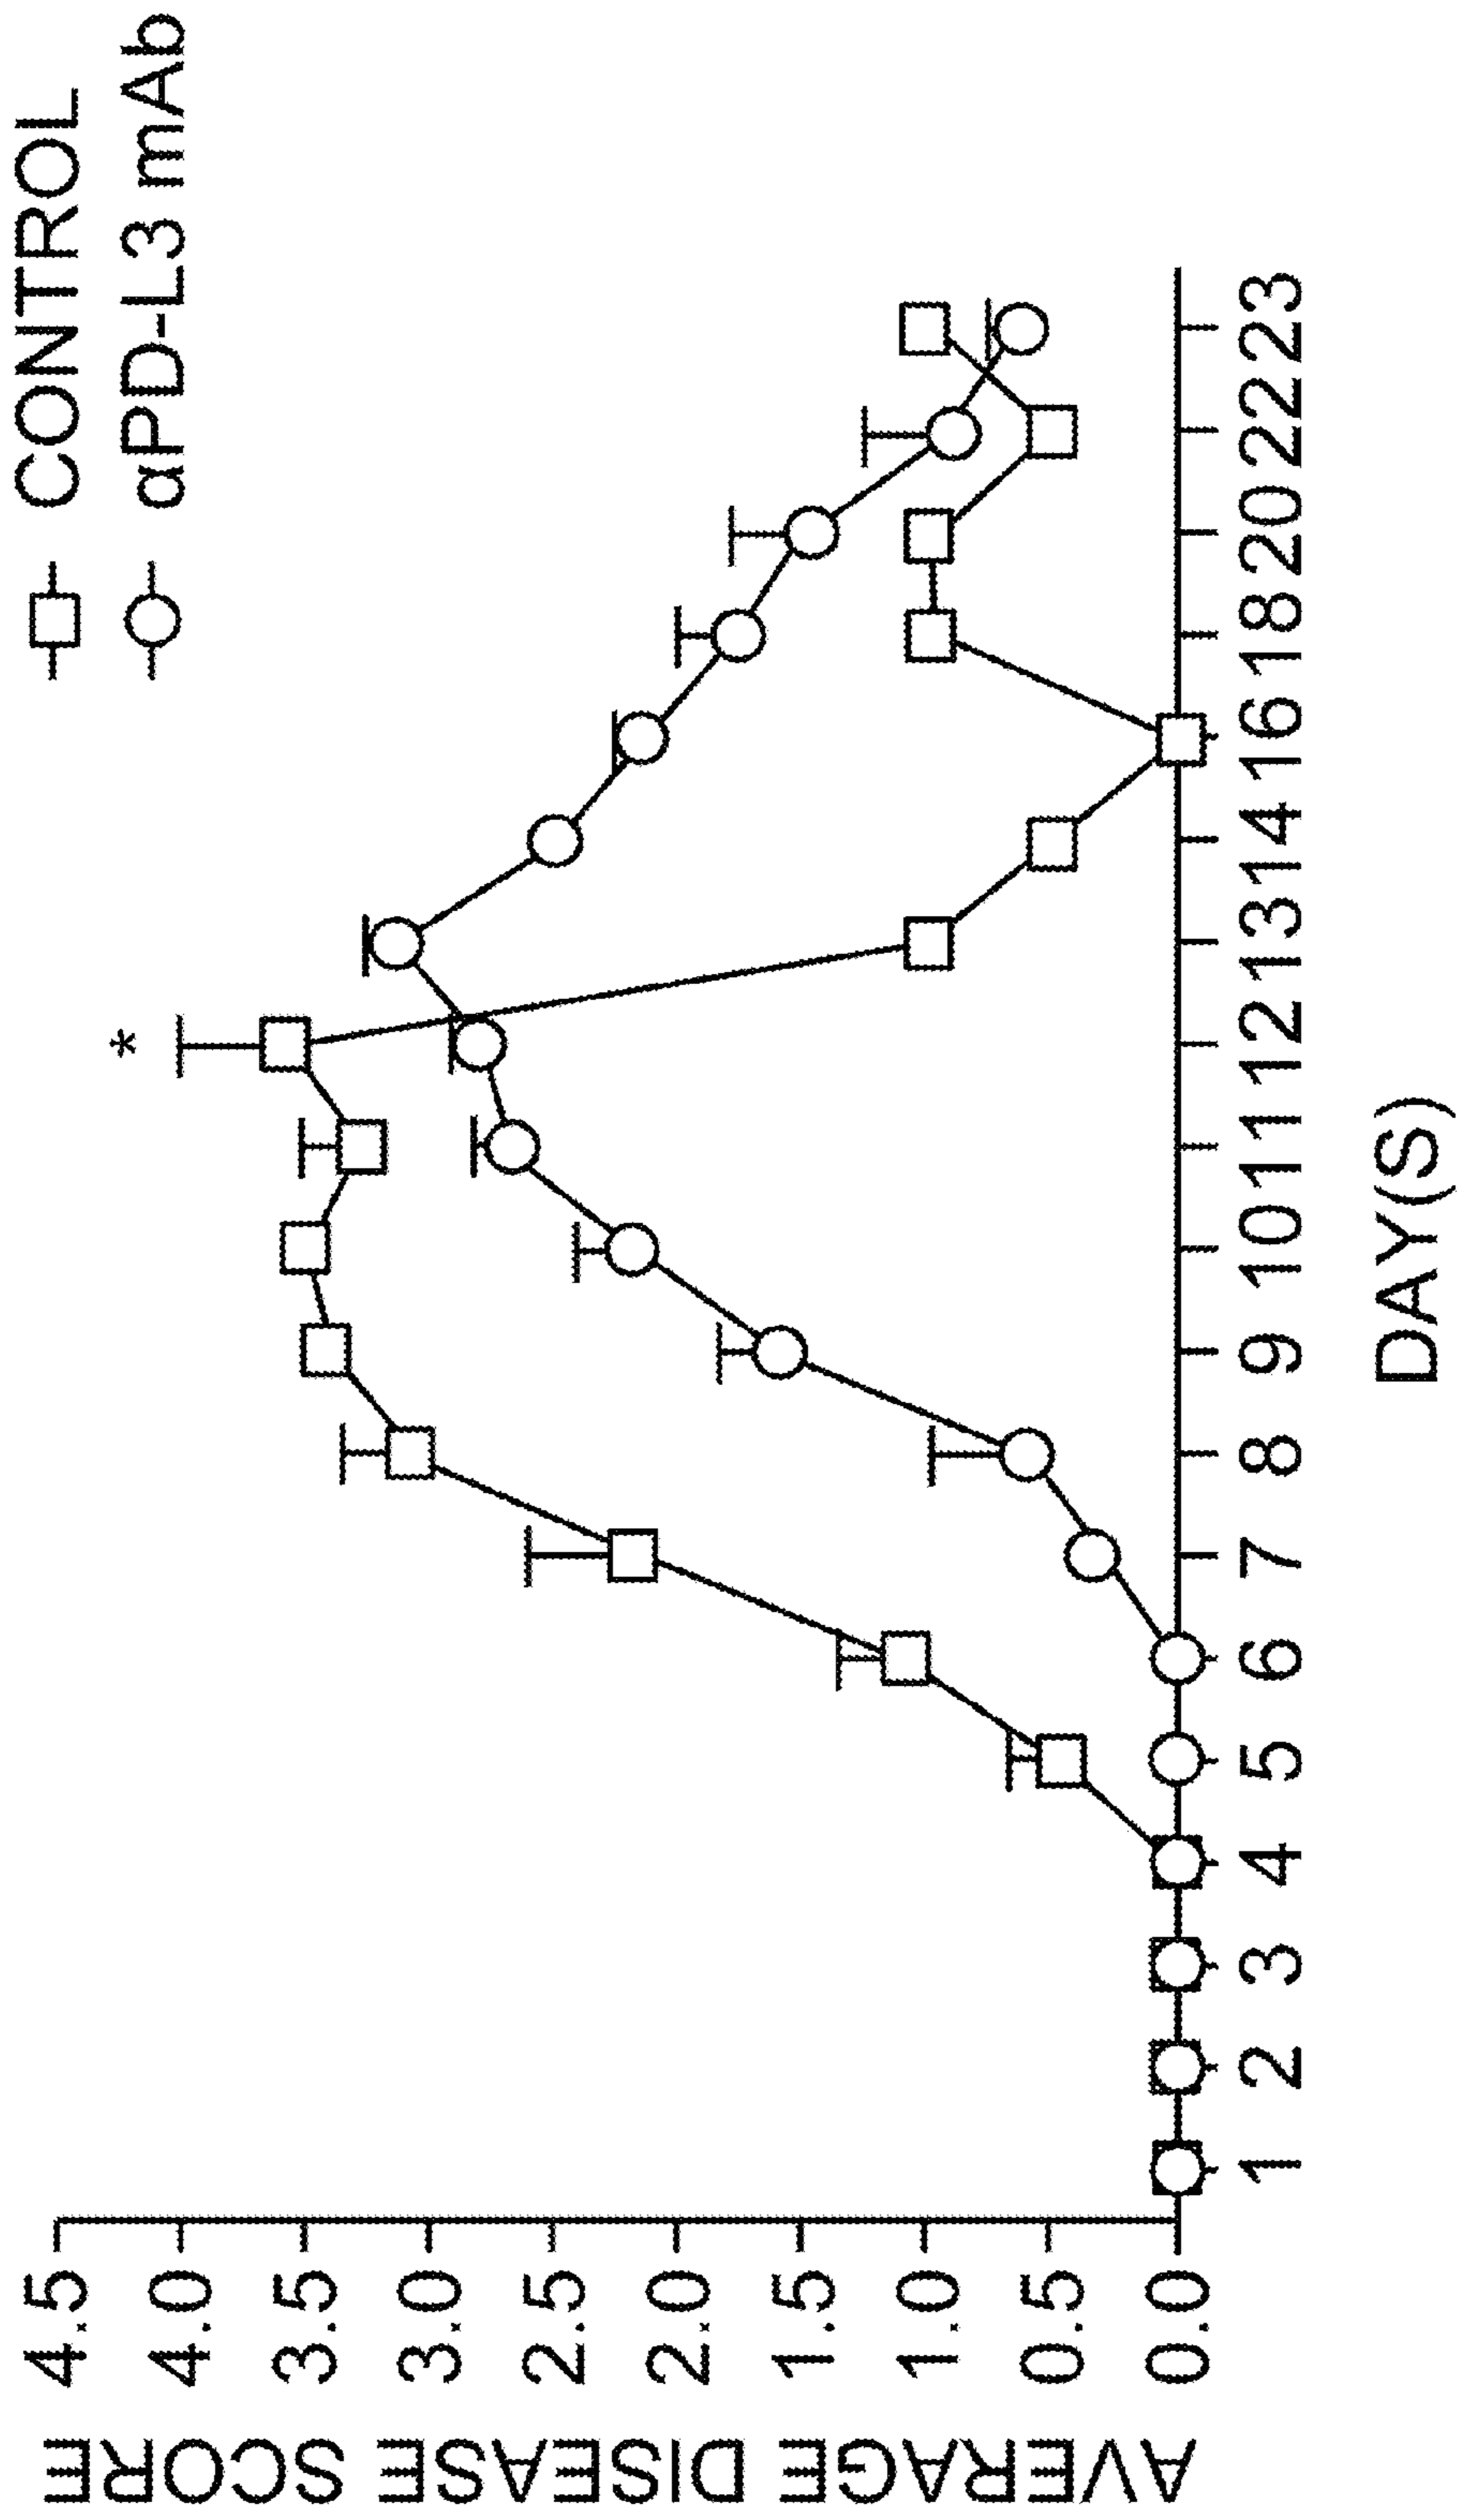 CONTROL
αPD-L3 mAb
*
AVERAGE DISEASE SCORE
4.5
4.0
3.5
3.0
2.5
2.0
1.5
1.0
0.5
0.0
1 2 3 4 5 6 7 8 9 10 11 12 13 14 16 18 20 22 23
DAY(S)